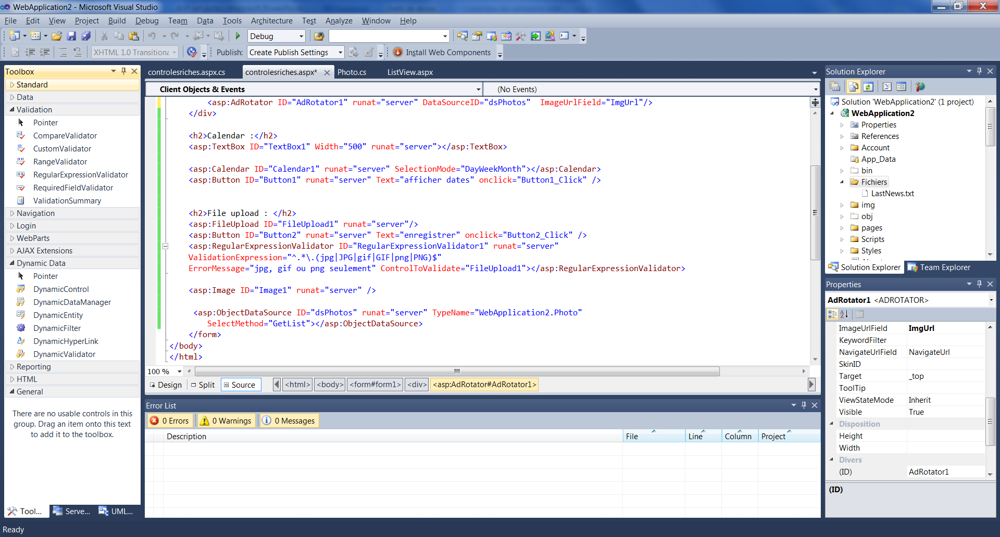 WebApplication2 - Microsoft Visual Studio
File Edit View Project Build Debug Team Data Tools Architecture Test Analyze Window Help
Debug
XHTML 1.0 Transitiona Publish: Create Publish Settings Install Web Components
Toolbox
Standard
Data
Validation
Pointer
CompareValidator
CustomValidator
RangeValidator
RegularExpressionValidator
RequiredFieldValidator
ValidationSummary
Navigation
Login
WebParts
AJAX Extensions
Dynamic Data
Pointer
DynamicControl
DynamicDataManager
DynamicEntity
DynamicFilter
DynamicHyperLink
DynamicValidator
Reporting
HTML
General
There are no usable controls in this
group. Drag an item onto this text
to add it to the toolbox.
Tool... Serve... UML...
controlesriches.aspx.cs controlesriches.aspx* Photo.cs ListView.aspx
Client Objects & Events (No Events)
<asp:AdRotator ID="AdRotator1" runat="server" DataSourceID="dsPhotos"  ImageUrlField="ImgUrl"/>
</div>
<h2>Calendar :</h2>
<asp:TextBox ID="TextBox1" Width="500" runat="server"></asp:TextBox>
<asp:Calendar ID="Calendar1" runat="server" SelectionMode="DayWeekMonth"></asp:Calendar>
<asp:Button ID="Button1" runat="server" Text="afficher dates" onclick="Button1_Click" />
<h2>File upload : </h2>
<asp:FileUpload ID="FileUpload1" runat="server"/>
<asp:Button ID="Button2" runat="server" Text="enregistrer" onclick="Button2_Click" />
<asp:RegularExpressionValidator ID="RegularExpressionValidator1" runat="server"
ValidationExpression="^.*\.(jpg|JPG|gif|GIF|png|PNG)$"
ErrorMessage="jpg, gif ou png seulement" ControlToValidate="FileUpload1"></asp:RegularExpressionValidator>
<asp:Image ID="Image1" runat="server" />
<asp:ObjectDataSource ID="dsPhotos" runat="server" TypeName="WebApplication2.Photo"
SelectMethod="GetList"></asp:ObjectDataSource>
</form>
</body>
</html>
100 %
Design Split Source <html> <body> <form#form1> <div> <asp:AdRotator#AdRotator1>
Error List
0 Errors 0 Warnings 0 Messages
Description File Line Column Project
Solution Explorer
Solution 'WebApplication2' (1 project)
WebApplication2
Properties
References
Account
App_Data
bin
Fichiers
LastNews.txt
img
obj
pages
Scripts
Styles
Solution Explorer Team Explorer
Properties
AdRotator1 <ADROTATOR>
ImageUrlField ImgUrl
KeywordFilter
NavigateUrlField NavigateUrl
SkinID
Target _top
ToolTip
ViewStateMode Inherit
Visible True
Disposition
Height
Width
Divers
(ID) AdRotator1
(ID)
Ready